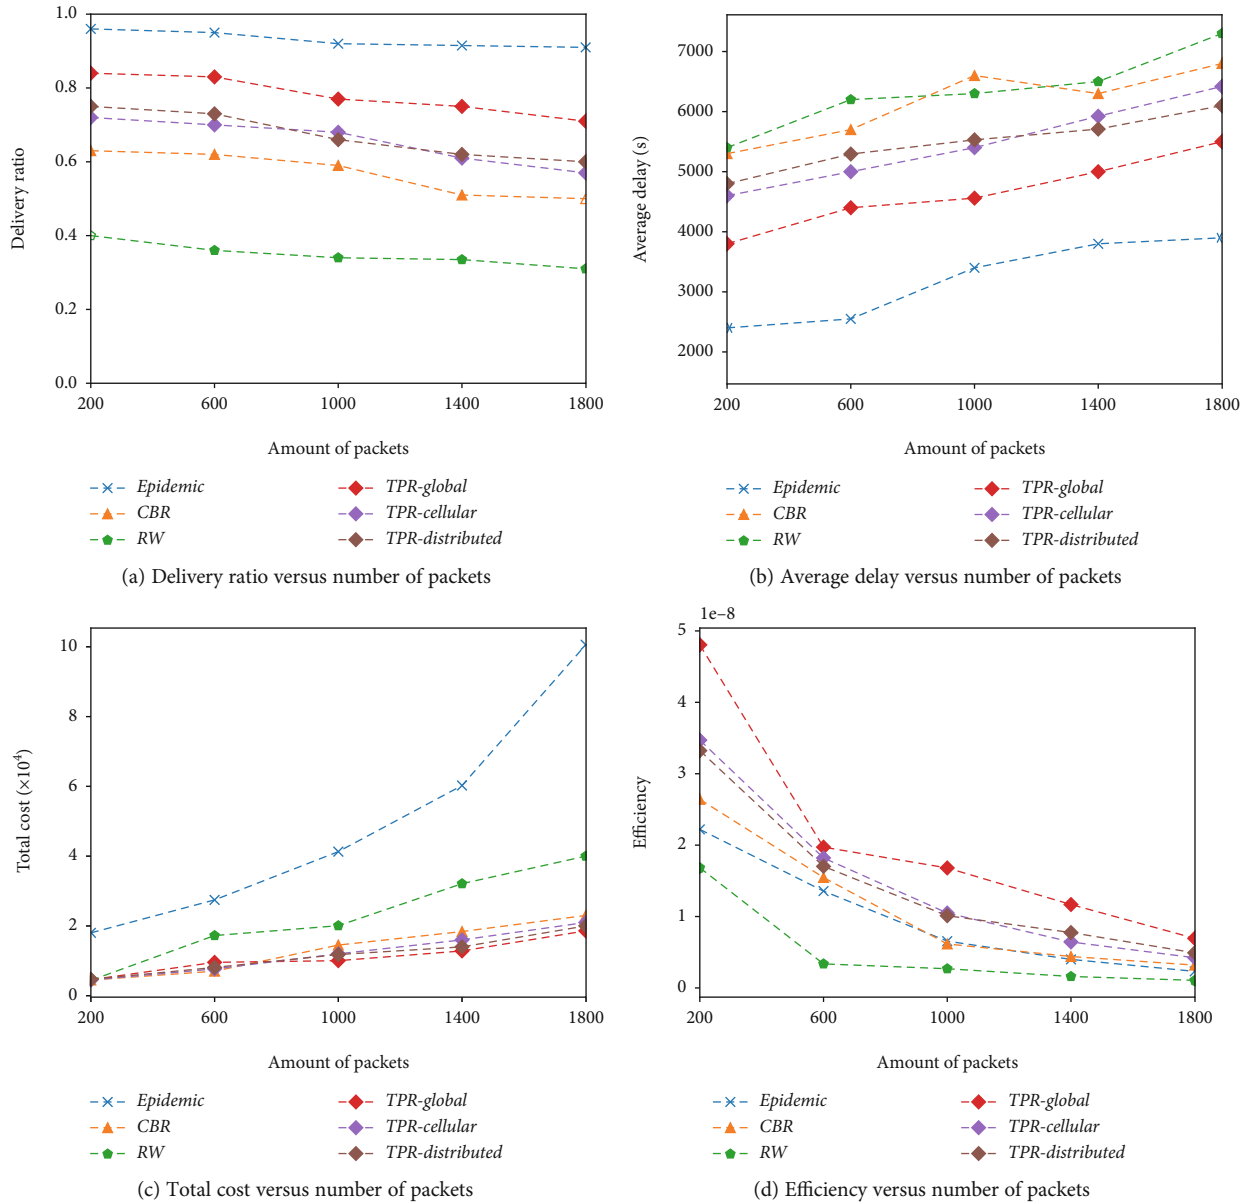 1.0
0.8
0.6
0.4
0.2
0.0
Delivery ratio
200 600 1000 1400 1800
Amount of packets
Epidemic TPR-global
CBR TPR-cellular
RW TPR-distributed
(a) Delivery ratio versus number of packets
7000
6000
5000
4000
3000
2000
Average delay (s)
200 600 1000 1400 1800
Amount of packets
Epidemic TPR-global
CBR TPR-cellular
RW TPR-distributed
(b) Average delay versus number of packets
10
8
6
4
2
0
Total cost (×10⁴)
200 600 1000 1400 1800
Amount of packets
Epidemic TPR-global
CBR TPR-cellular
RW TPR-distributed
(c) Total cost versus number of packets
1e–8
5
4
3
2
1
0
Efficiency
200 600 1000 1400 1800
Amount of packets
Epidemic TPR-global
CBR TPR-cellular
RW TPR-distributed
(d) Efficiency versus number of packets